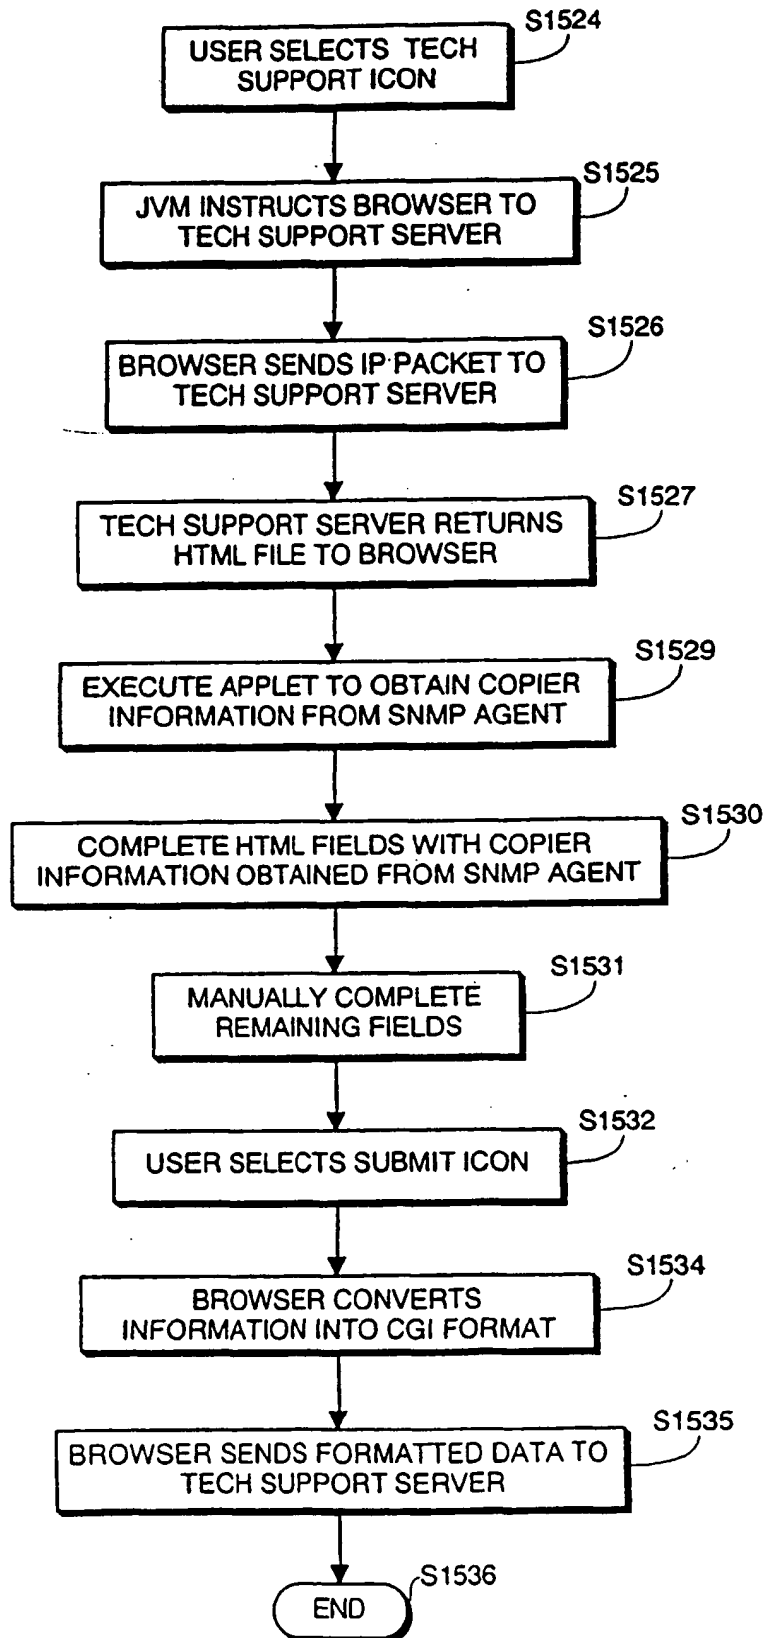 S1524
USER SELECTS TECH
SUPPORT ICON
S1525
JVM INSTRUCTS BROWSER TO
TECH SUPPORT SERVER
S1526
BROWSER SENDS IP PACKET TO
TECH SUPPORT SERVER
S1527
TECH SUPPORT SERVER RETURNS
HTML FILE TO BROWSER
S1529
EXECUTE APPLET TO OBTAIN COPIER
INFORMATION FROM SNMP AGENT
S1530
COMPLETE HTML FIELDS WITH COPIER
INFORMATION OBTAINED FROM SNMP AGENT
S1531
MANUALLY COMPLETE
REMAINING FIELDS
S1532
USER SELECTS SUBMIT ICON
S1534
BROWSER CONVERTS
INFORMATION INTO CGI FORMAT
S1535
BROWSER SENDS FORMATTED DATA TO
TECH SUPPORT SERVER
S1536
END